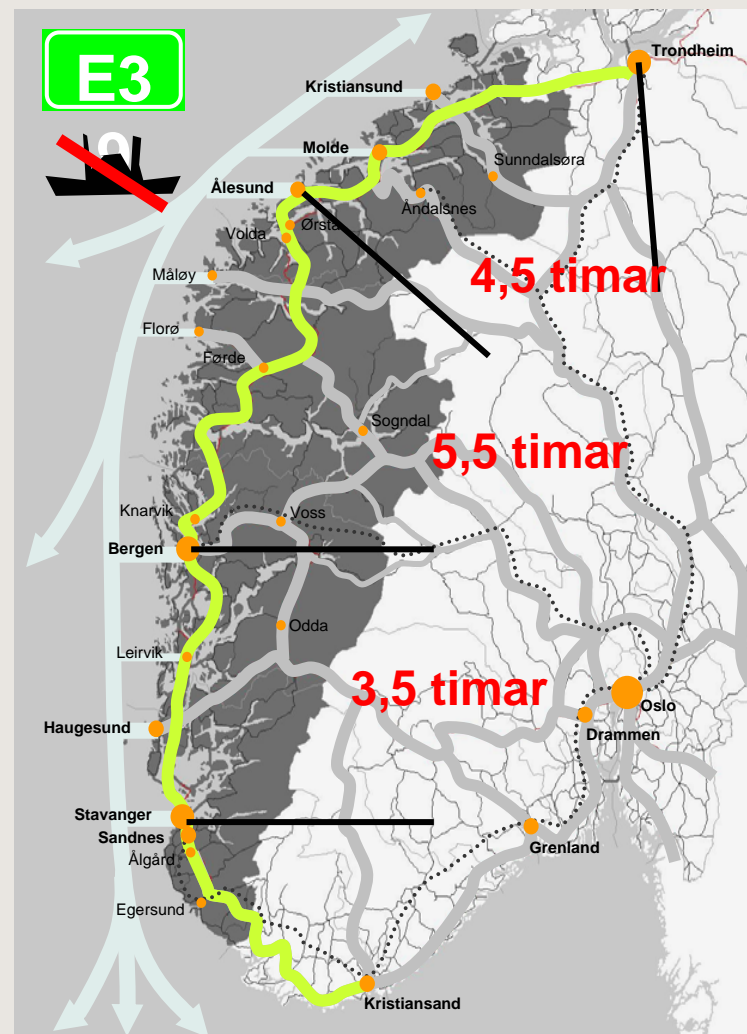 E3
9
Trondheim
Kristiansund
Molde
Sunndalsøra
Ålesund
Åndalsnes
Ørsta
Volda
4,5 timar
Måløy
Florø
Førde
Sogndal
5,5 timar
Knarvik
Voss
Bergen
Odda
Leirvik
3,5 timar
Oslo
Haugesund
Drammen
Stavanger
Sandnes
Ålgård
Grenland
Egersund
Kristiansand